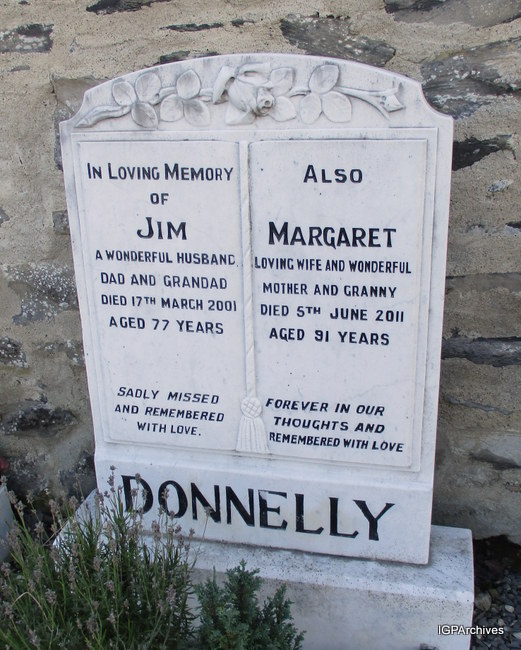 In Loving Memory
of
Jim
a wonderful husband,
dad and grandad
died 17th March 2001
aged 77 years
sadly missed
and remembered
with love.
Also
Margaret
loving wife and wonderful
mother and granny
died 5th June 2011
aged 91 years
forever in our
thoughts and
remembered with love
DONNELLY
IGPArchives